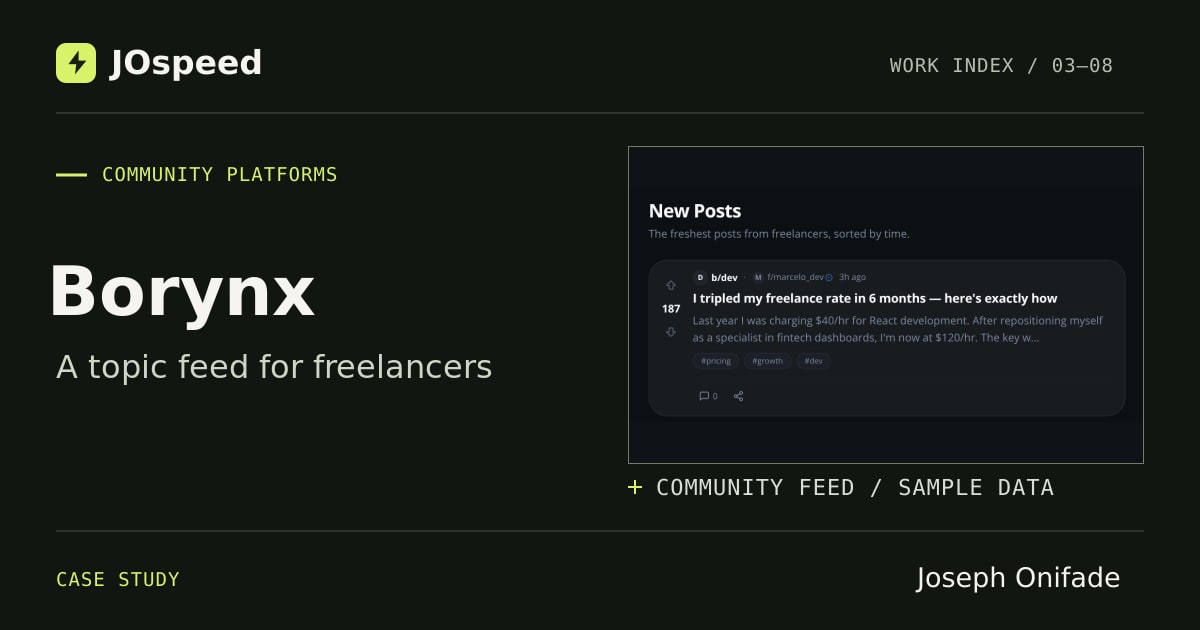 JOspeed
WORK INDEX / 03–08
COMMUNITY PLATFORMS
Borynx
A topic feed for freelancers
New Posts
The freshest posts from freelancers, sorted by time.
D b/dev · M f/marcelo_dev 3h ago
187
I tripled my freelance rate in 6 months — here's exactly how
Last year I was charging $40/hr for React development. After repositioning myself
as a specialist in fintech dashboards, I'm now at $120/hr. The key w...
#pricing #growth #dev
0
+ COMMUNITY FEED / SAMPLE DATA
CASE STUDY
Joseph Onifade